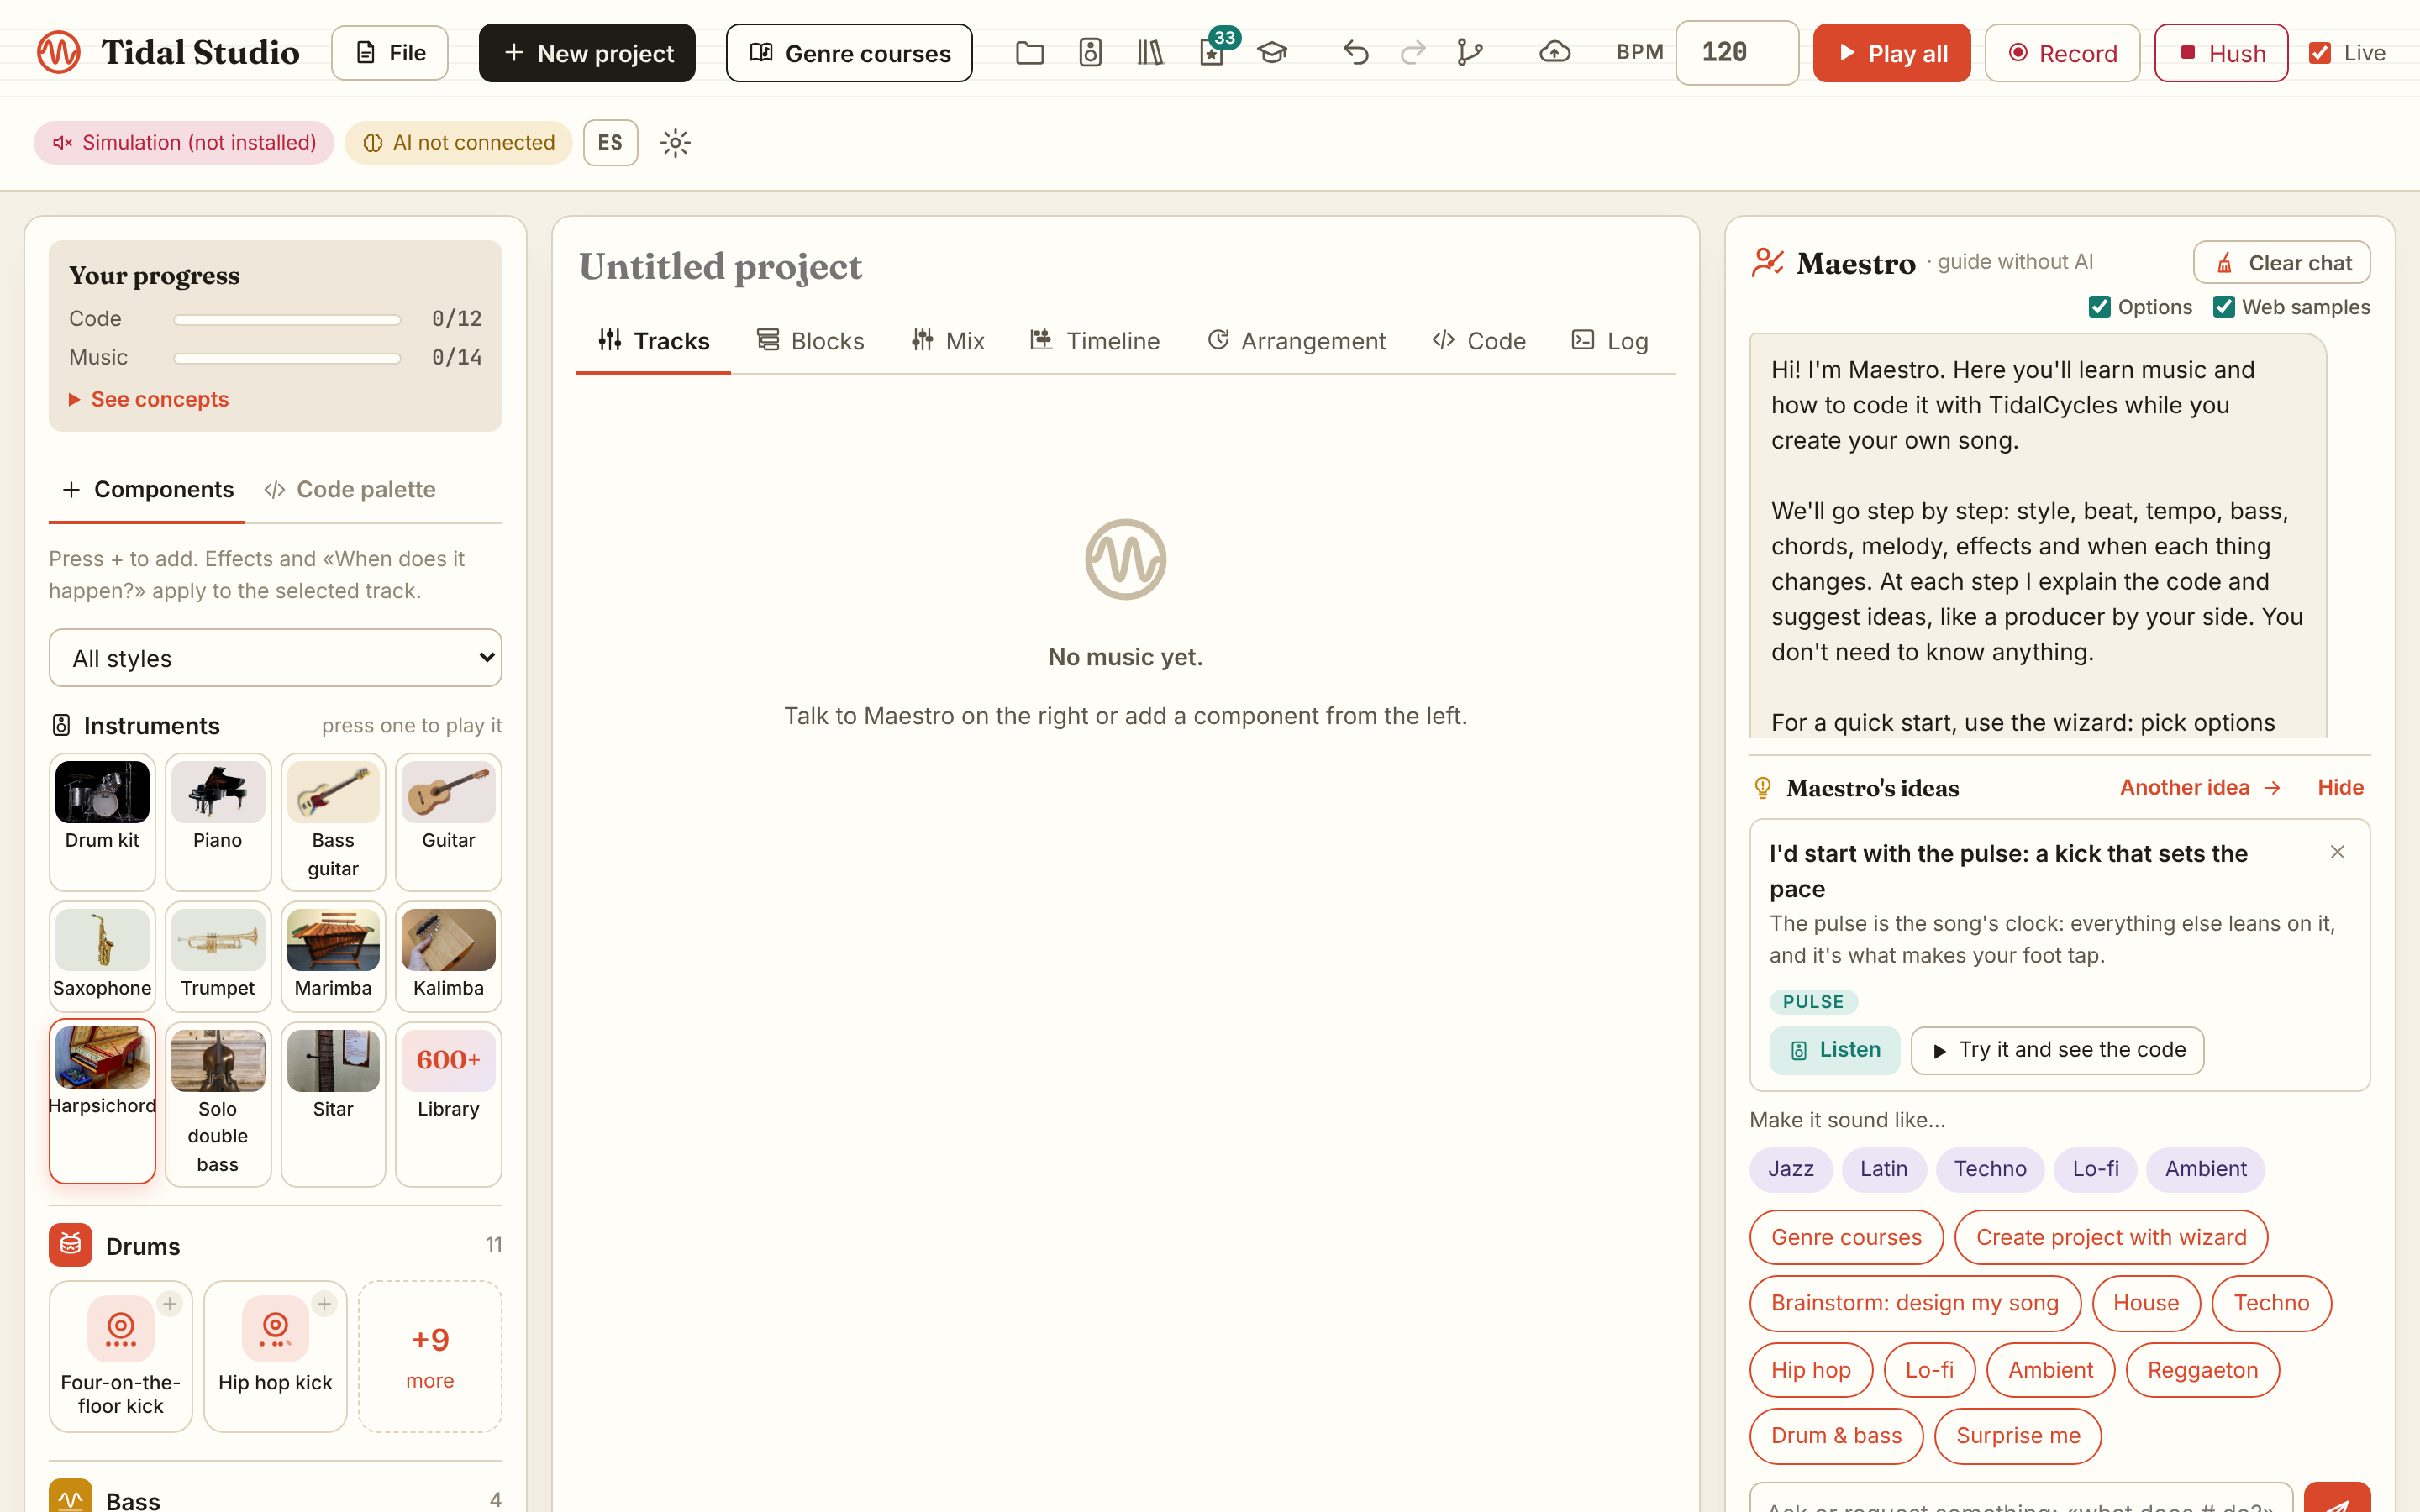 Tidal Studio
File
New project
Genre courses
33
BPM
120
Play all
Record
Hush
Live
Simulation (not installed)
AI not connected
ES
Your progress
Code 0/12
Music 0/14
See concepts
Components
Code palette
Press + to add. Effects and «When does it
happen?» apply to the selected track.
All styles
Instruments
press one to play it
Drum kit
Piano
Bass
guitar
Guitar
Saxophone
Trumpet
Marimba
Kalimba
Harpsichord
Solo
double
bass
Sitar
600+
Library
Drums
11
Four-on-the-
floor kick
Hip hop kick
+9
more
Bass
4
Untitled project
Tracks
Blocks
Mix
Timeline
Arrangement
Code
Log
No music yet.
Talk to Maestro on the right or add a component from the left.
Maestro · guide without AI
Clear chat
Options
Web samples
Hi! I'm Maestro. Here you'll learn music and
how to code it with TidalCycles while you
create your own song.
We'll go step by step: style, beat, tempo, bass,
chords, melody, effects and when each thing
changes. At each step I explain the code and
suggest ideas, like a producer by your side. You
don't need to know anything.
For a quick start, use the wizard: pick options
Maestro's ideas
Another idea →
Hide
I'd start with the pulse: a kick that sets the
pace
The pulse is the song's clock: everything else leans on it,
and it's what makes your foot tap.
PULSE
Listen
Try it and see the code
Make it sound like...
Jazz
Latin
Techno
Lo-fi
Ambient
Genre courses
Create project with wizard
Brainstorm: design my song
House
Techno
Hip hop
Lo-fi
Ambient
Reggaeton
Drum & bass
Surprise me
Ask or request something: «what does # do?»